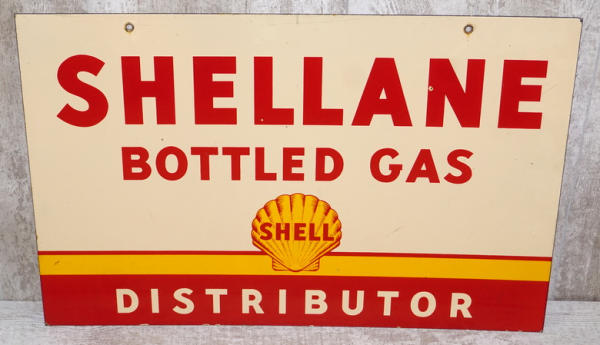 SHELLANE
BOTTLED GAS
SHELL
DISTRIBUTOR